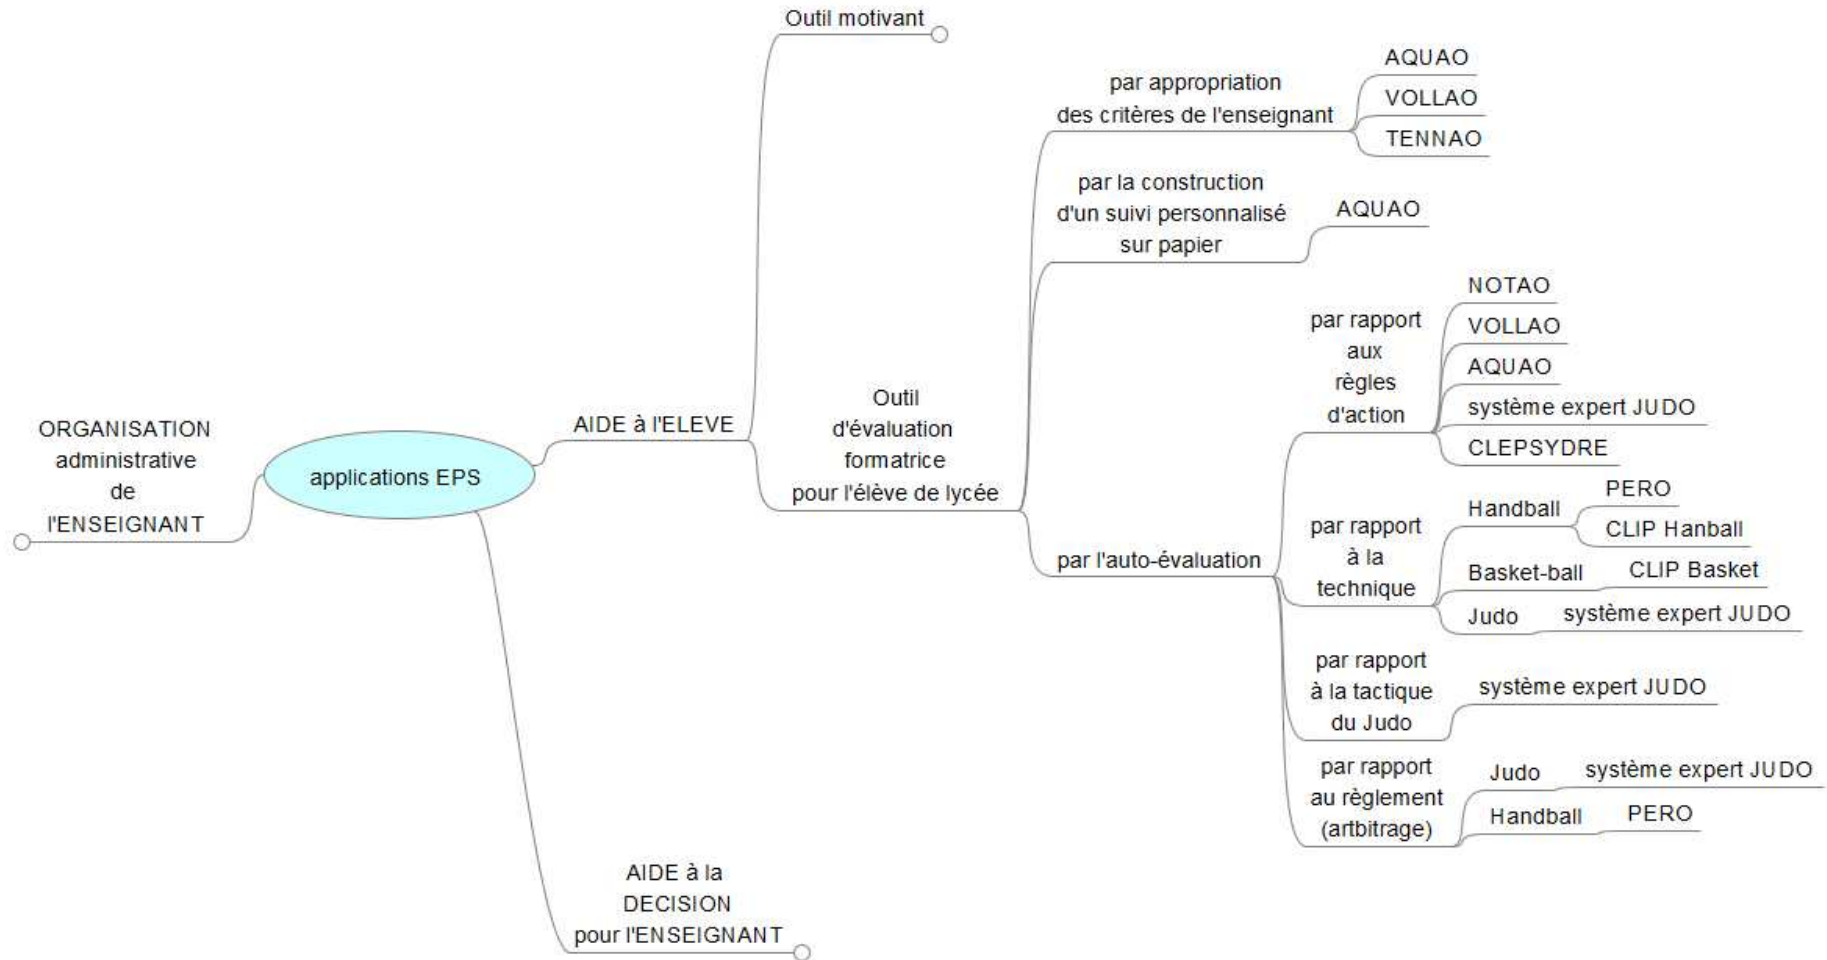 ORGANISATION
administrative
de
l'ENSEIGNANT
applications EPS
AIDE à l'ELEVE
Outil motivant
Outil
d'évaluation
formatrice
pour l'élève de lycée
par appropriation
des critères de l'enseignant
AQUAO
VOLLAO
TENNAO
par la construction
d'un suivi personnalisé
sur papier
AQUAO
par l'auto-évaluation
par rapport
aux
règles
d'action
NOTAO
VOLLAO
AQUAO
système expert JUDO
CLEPSYDRE
par rapport
à la
technique
Handball
PERO
CLIP Hanball
Basket-ball
CLIP Basket
Judo
système expert JUDO
par rapport
à la tactique
du Judo
système expert JUDO
par rapport
au règlement
(artbitrage)
Judo
système expert JUDO
Handball
PERO
AIDE à la
DECISION
pour l'ENSEIGNANT